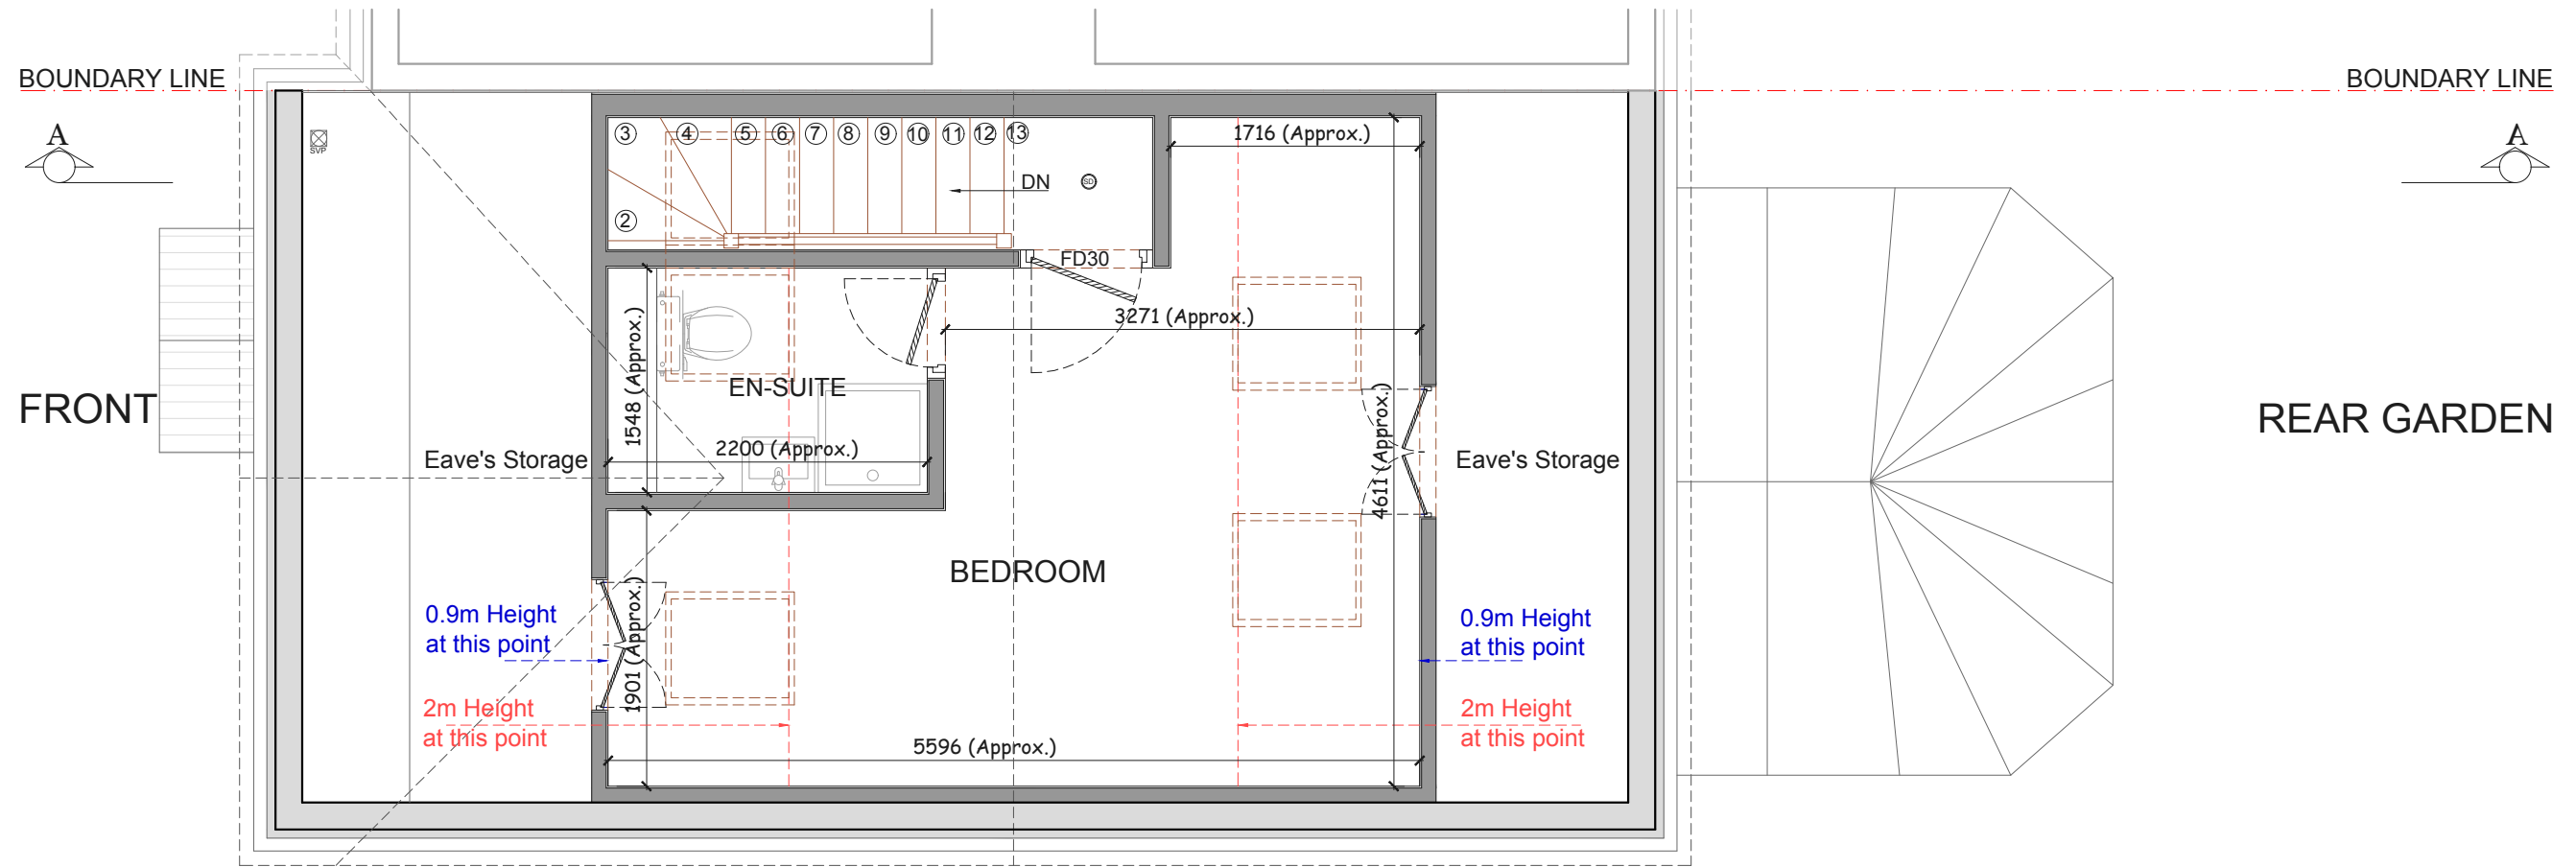 BOUNDARY LINE
BOUNDARY LINE
A
A
SVP
3
4
5
6
7
8
9
10
11
12
13
2
DN
SD
1716 (Approx.)
FD30
3271 (Approx.)
1548 (Approx.)
EN-SUITE
2200 (Approx.)
4611 (Approx.)
FRONT
REAR GARDEN
Eave's Storage
Eave's Storage
BEDROOM
0.9m Height
at this point
0.9m Height
at this point
1901 (Approx.)
2m Height
at this point
2m Height
at this point
5596 (Approx.)